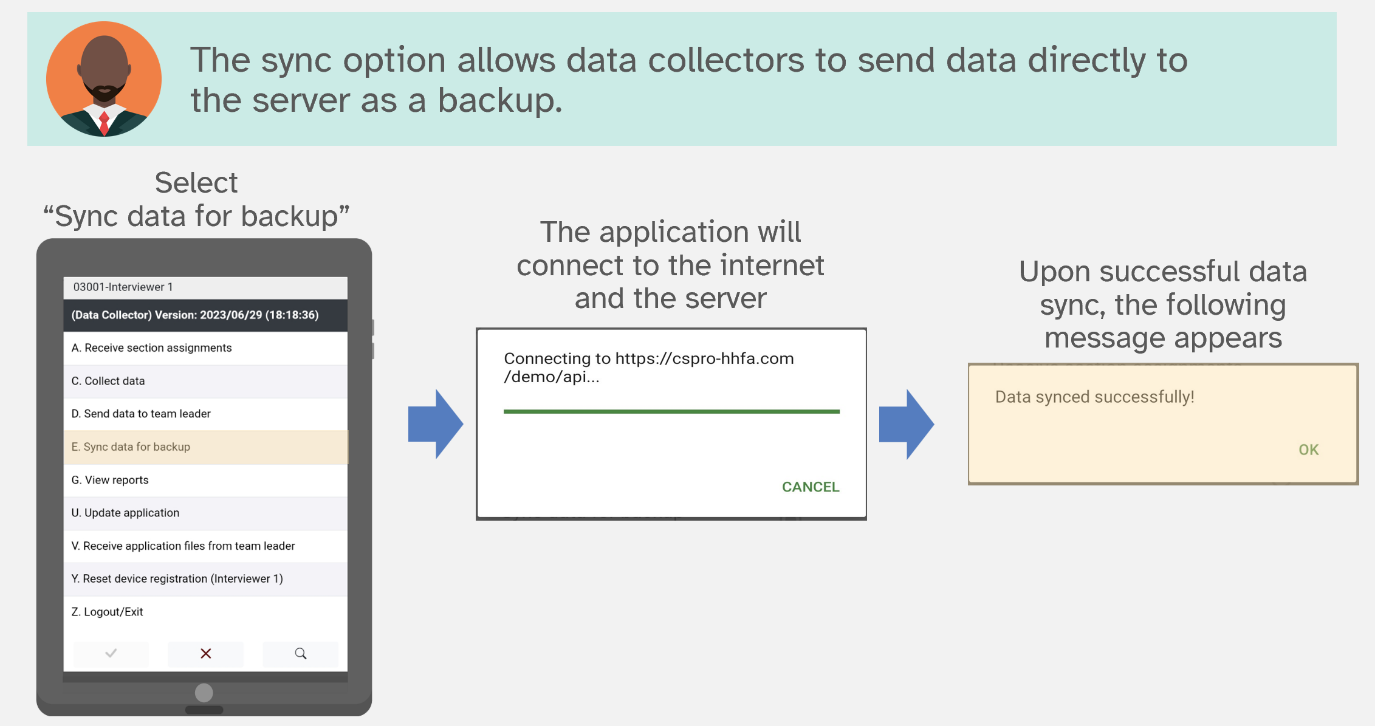 The sync option allows data collectors to send data directly to
the server as a backup.
Select
“Sync data for backup”
03001-Interviewer 1
(Data Collector) Version: 2023/06/29 (18:18:36)
A. Receive section assignments
C. Collect data
D. Send data to team leader
E. Sync data for backup
G. View reports
U. Update application
V. Receive application files from team leader
Y. Reset device registration (Interviewer 1)
Z. Logout/Exit
The application will
connect to the internet
and the server
Connecting to https://cspro-hhfa.com
/demo/api...
CANCEL
Upon successful data
sync, the following
message appears
Data synced successfully!
OK